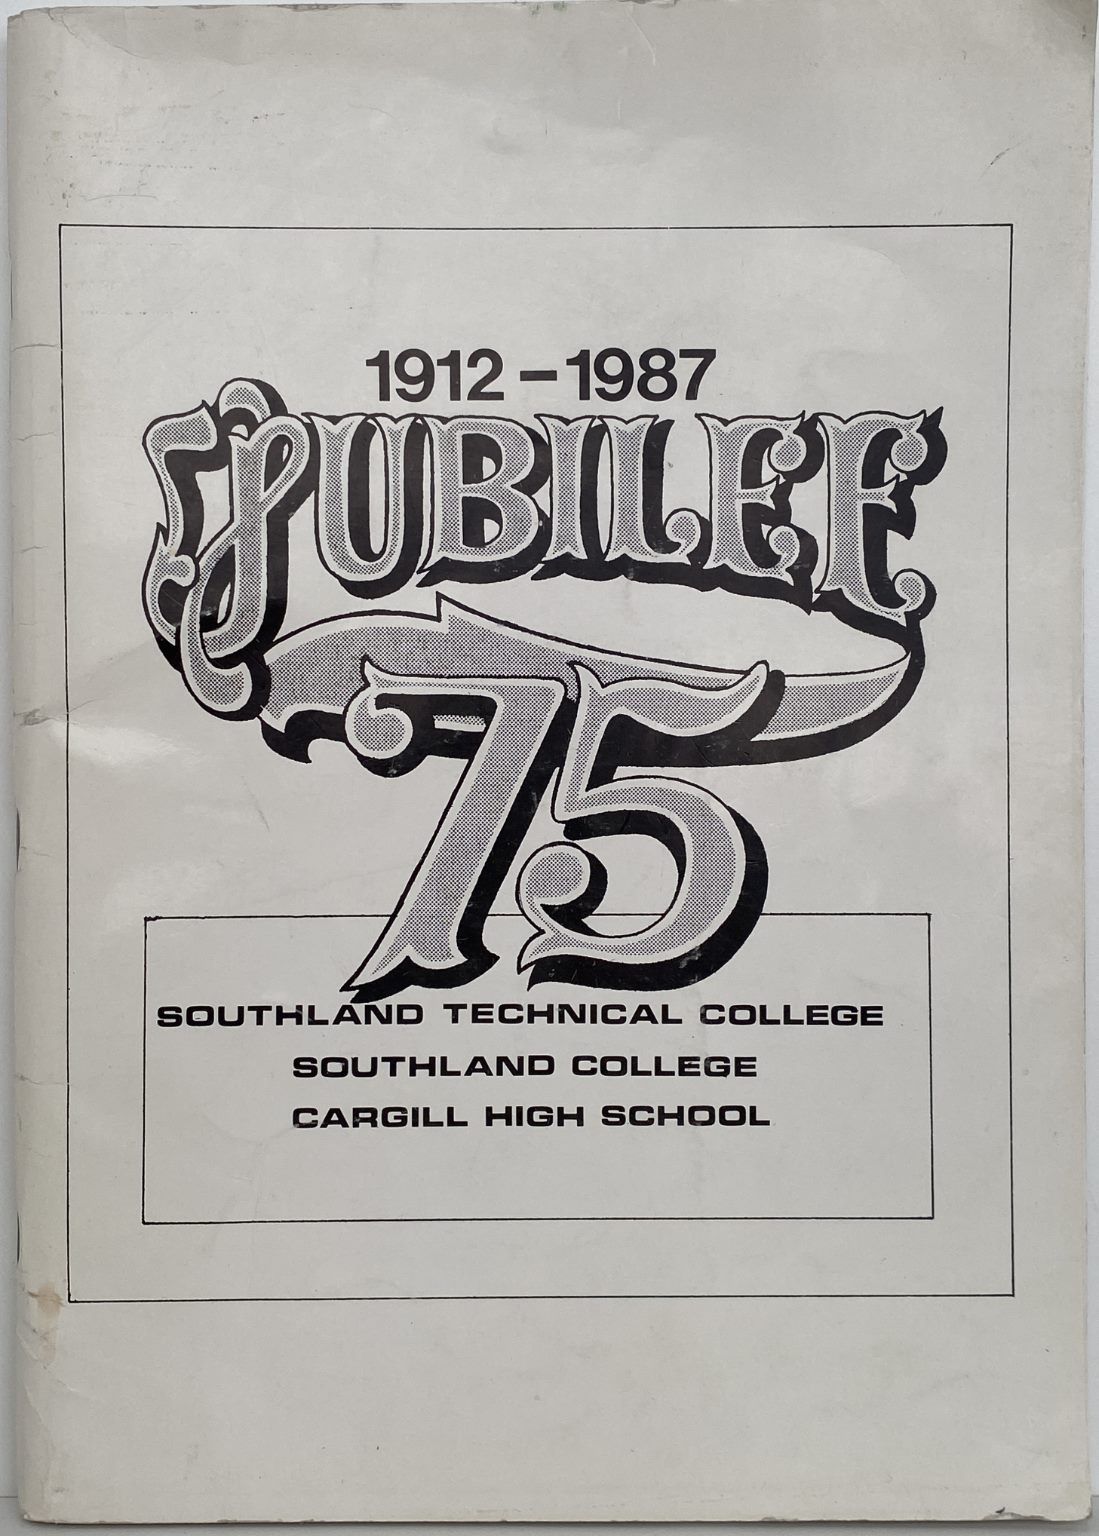 1912-1987
JUBILEE
75
SOUTHLAND TECHNICAL COLLEGE
SOUTHLAND COLLEGE
CARGILL HIGH SCHOOL